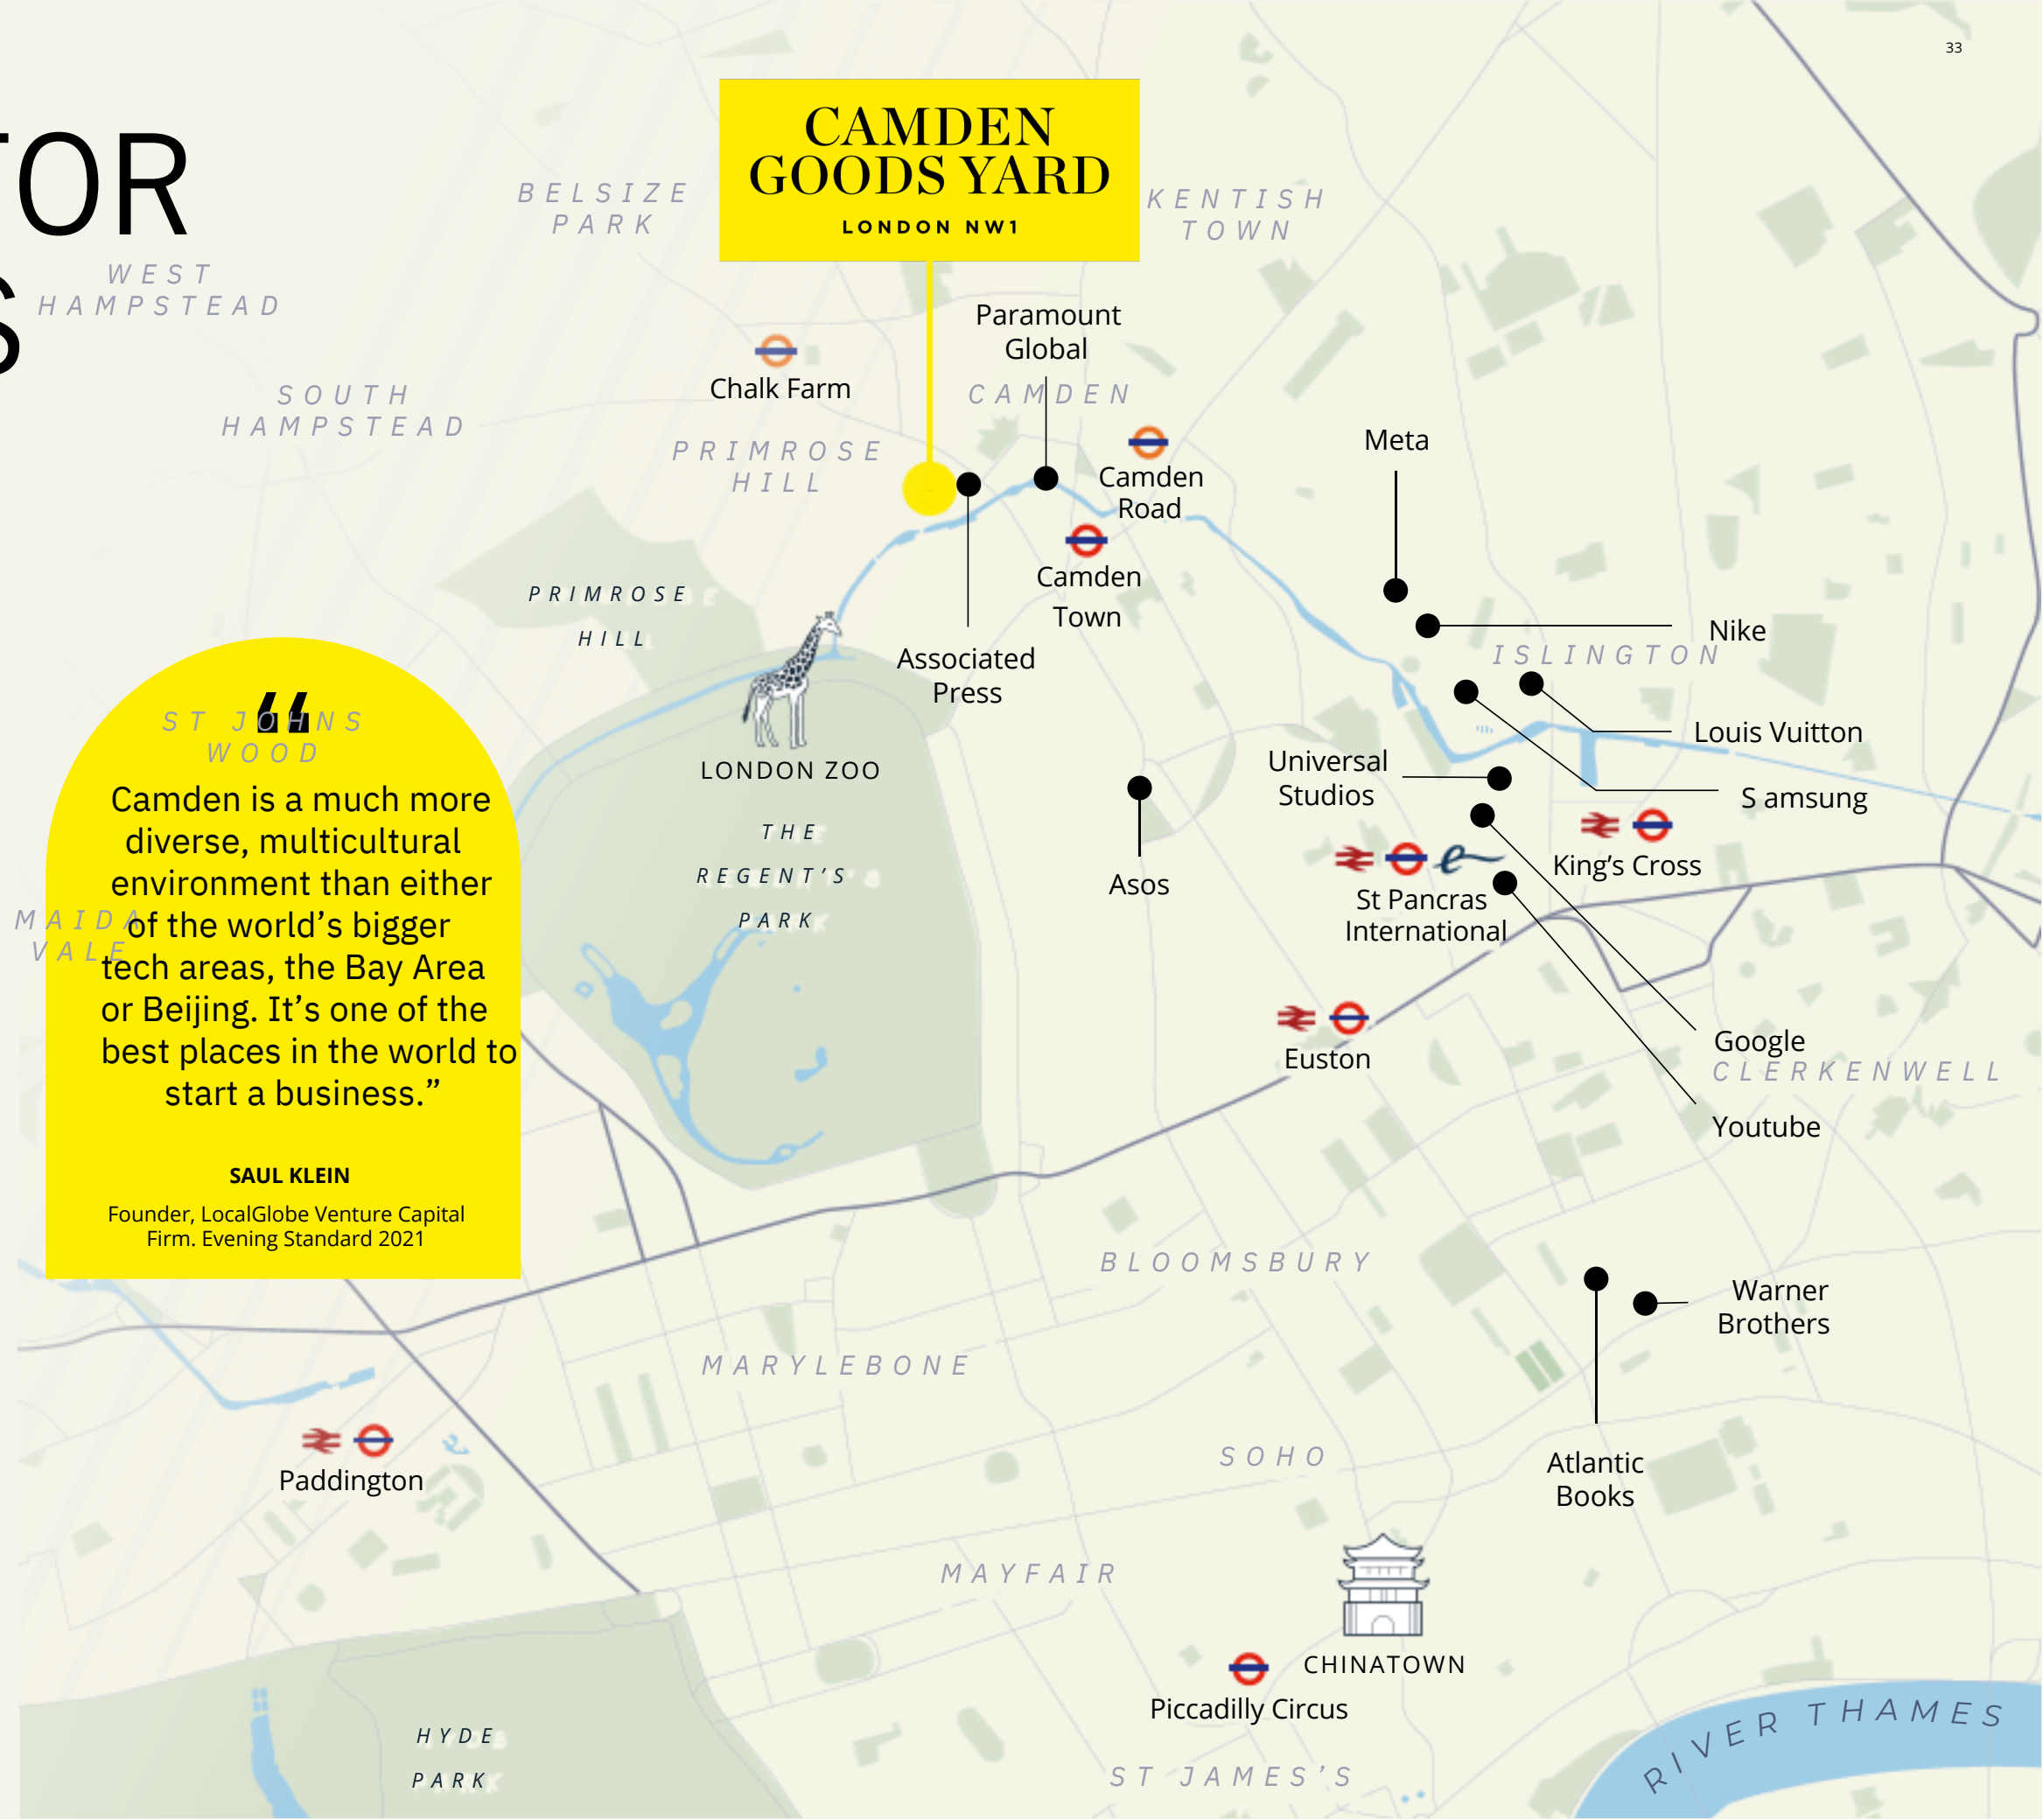 33
TOR
S
CAMDEN
GOODS YARD
LONDON NW1
BELSIZE
PARK
KENTISH
TOWN
WEST
HAMPSTEAD
Paramount
Global
Chalk Farm
CAMDEN
SOUTH
HAMPSTEAD
PRIMROSE
HILL
Camden
Road
Meta
Camden
Town
PRIMROSE
HILL
Associated
Press
Nike
ISLINGTON
Louis Vuitton
S amsung
Universal
Studios
LONDON ZOO
THE
REGENT’S
PARK
Asos
King’s Cross
St Pancras
International
Euston
Google
CLERKENWELL
Youtube
ST JOHNS
WOOD
MAIDA
VALE
“
Camden is a much more
diverse, multicultural
environment than either
of the world’s bigger
tech areas, the Bay Area
or Beijing. It’s one of the
best places in the world to
start a business.”
SAUL KLEIN
Founder, LocalGlobe Venture Capital
Firm. Evening Standard 2021
BLOOMSBURY
Warner
Brothers
MARYLEBONE
SOHO
Atlantic
Books
Paddington
MAYFAIR
CHINATOWN
Piccadilly Circus
HYDE
PARK
ST JAMES’S
RIVER THAMES